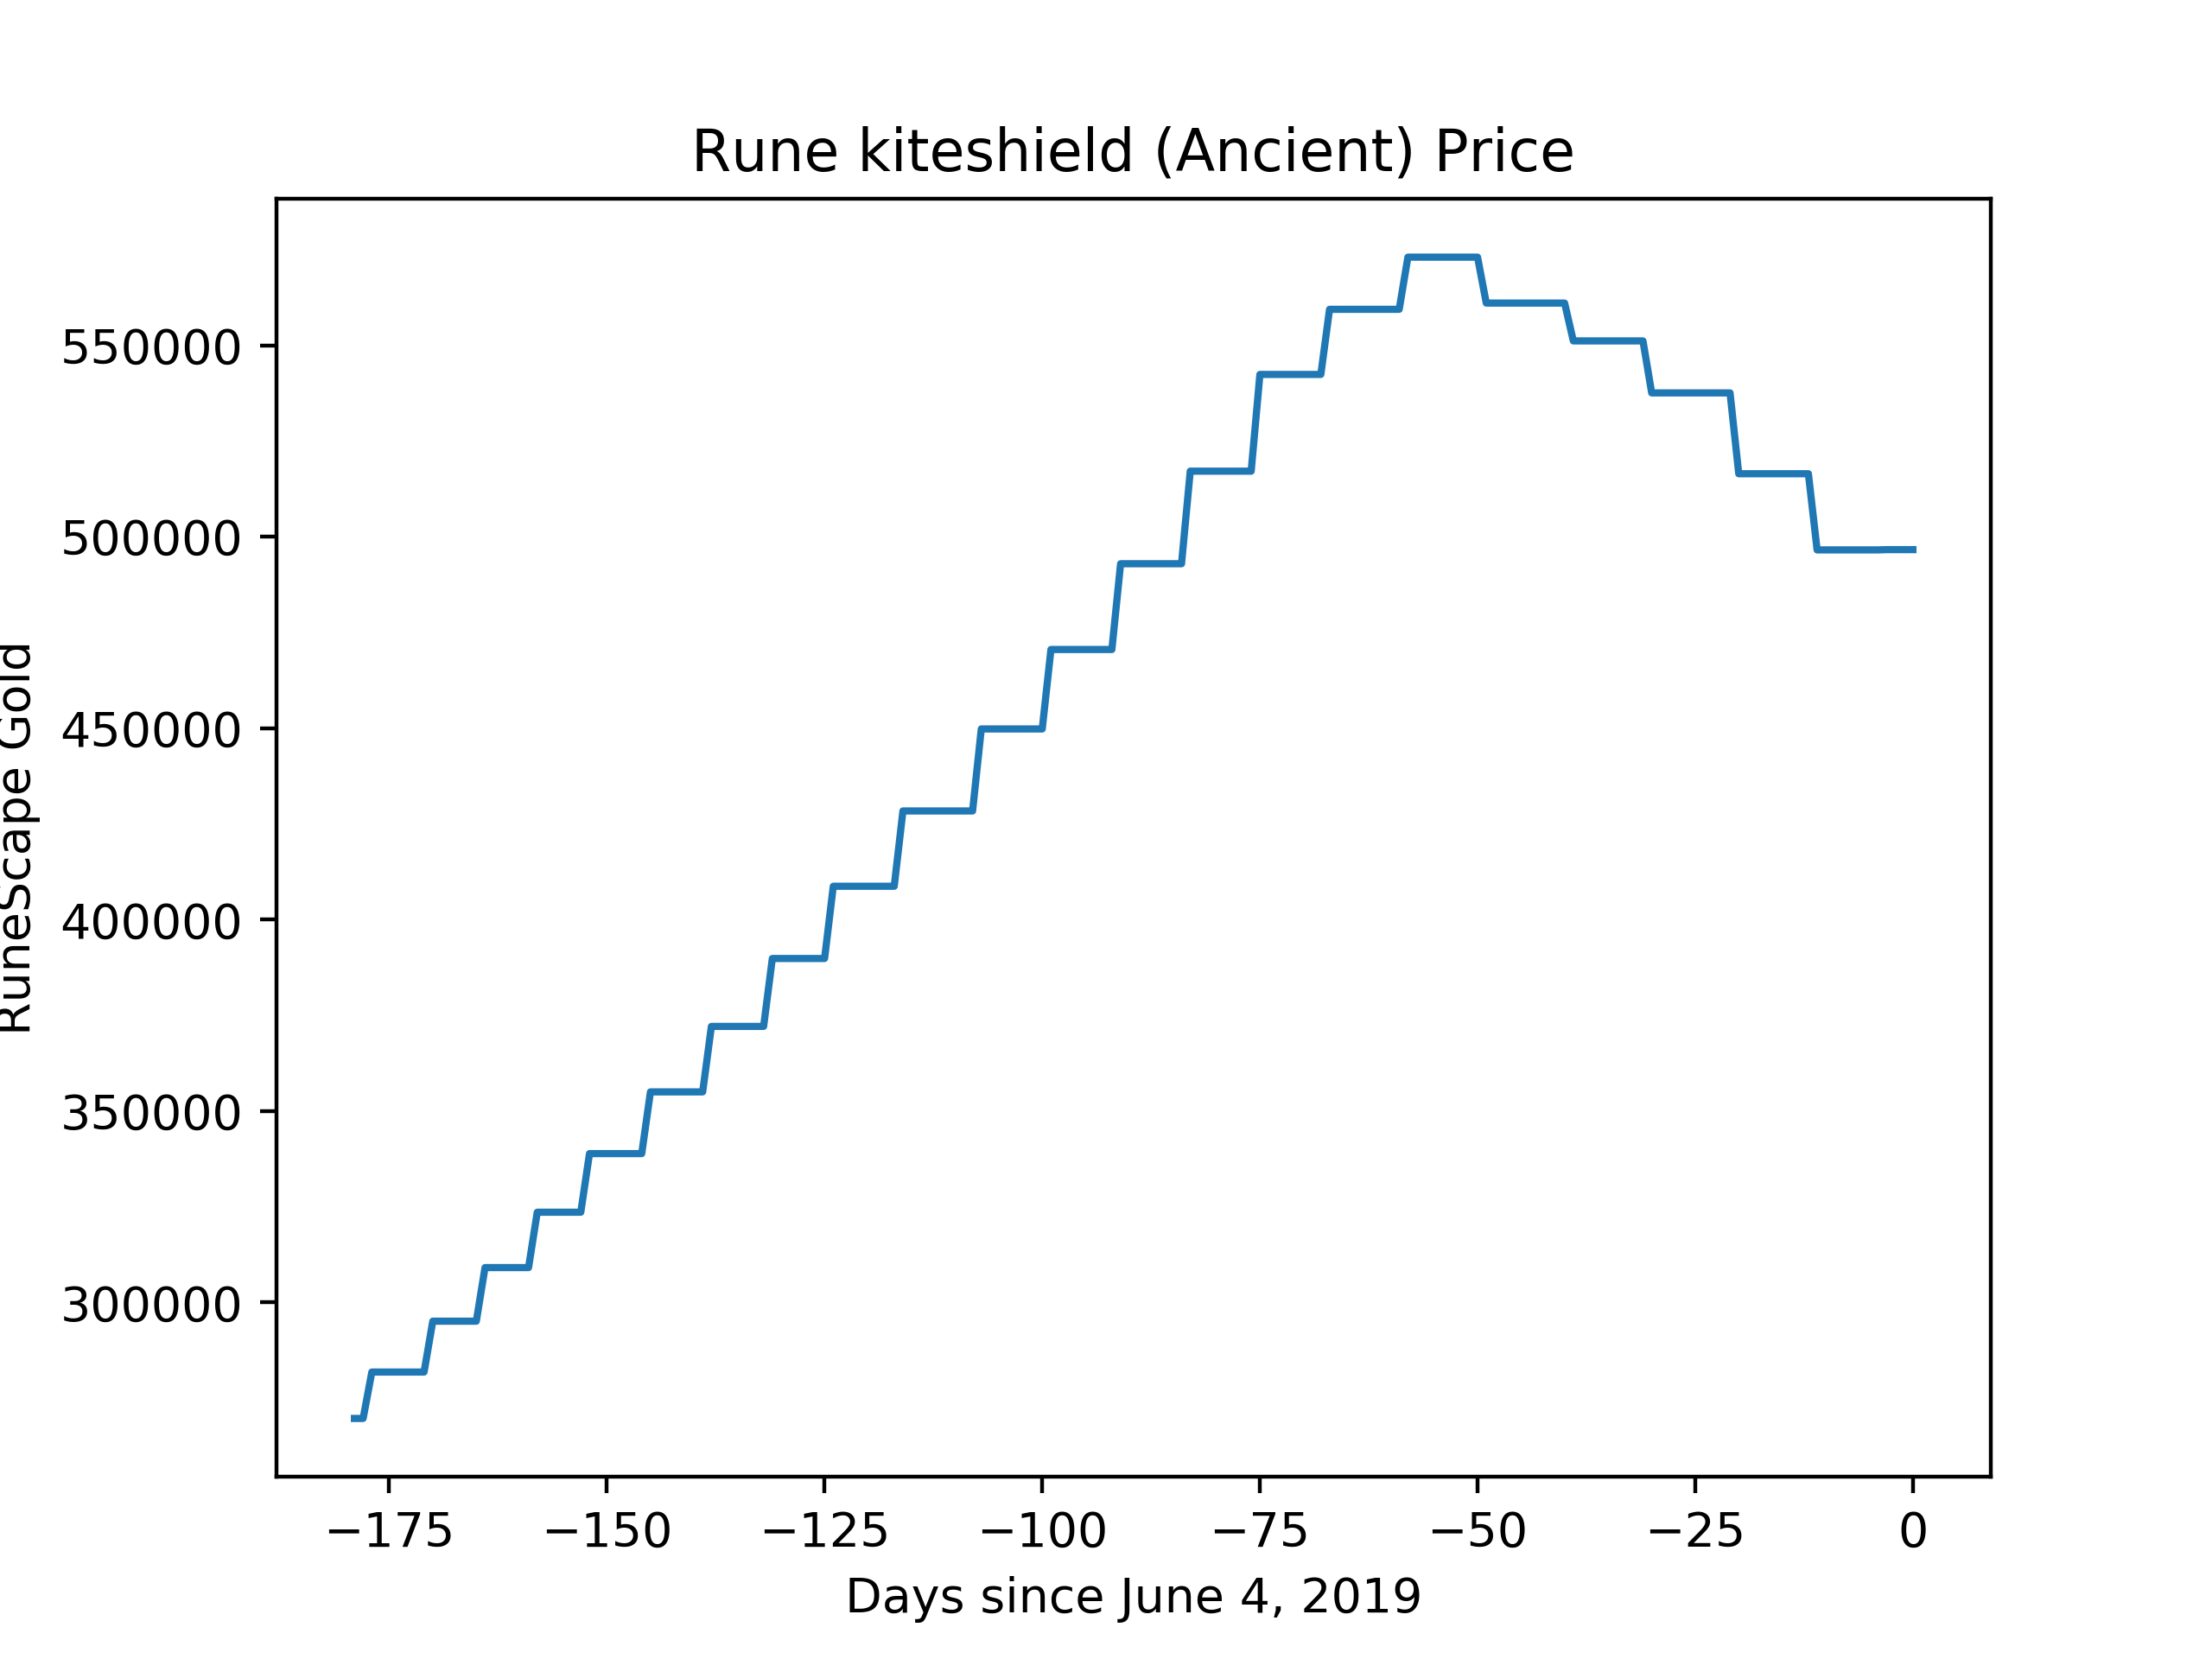 Rune kiteshield (Ancient) Price
RuneScape Gold
550000
500000
450000
400000
350000
300000
−175 −150 −125 −100 −75 −50 −25 0
Days since June 4, 2019